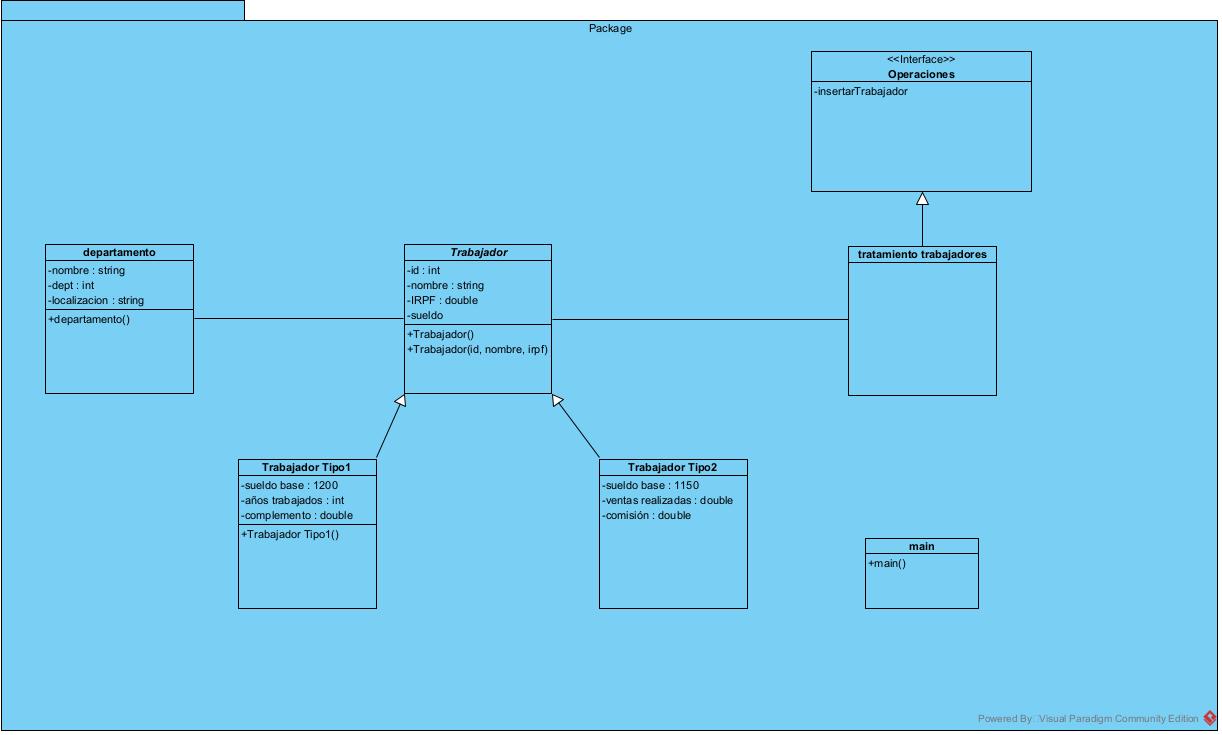 Package
<<Interface>>
Operaciones
-insertarTrabajador
departamento
-nombre : string
-dept : int
-localizacion : string
+departamento()
Trabajador
-id : int
-nombre : string
-IRPF : double
-sueldo
+Trabajador()
+Trabajador(id, nombre, irpf)
tratamiento trabajadores
Trabajador Tipo1
-sueldo base : 1200
-años trabajados : int
-complemento : double
+Trabajador Tipo1()
Trabajador Tipo2
-sueldo base : 1150
-ventas realizadas : double
-comisión : double
main
+main()
Powered By: Visual Paradigm Community Edition